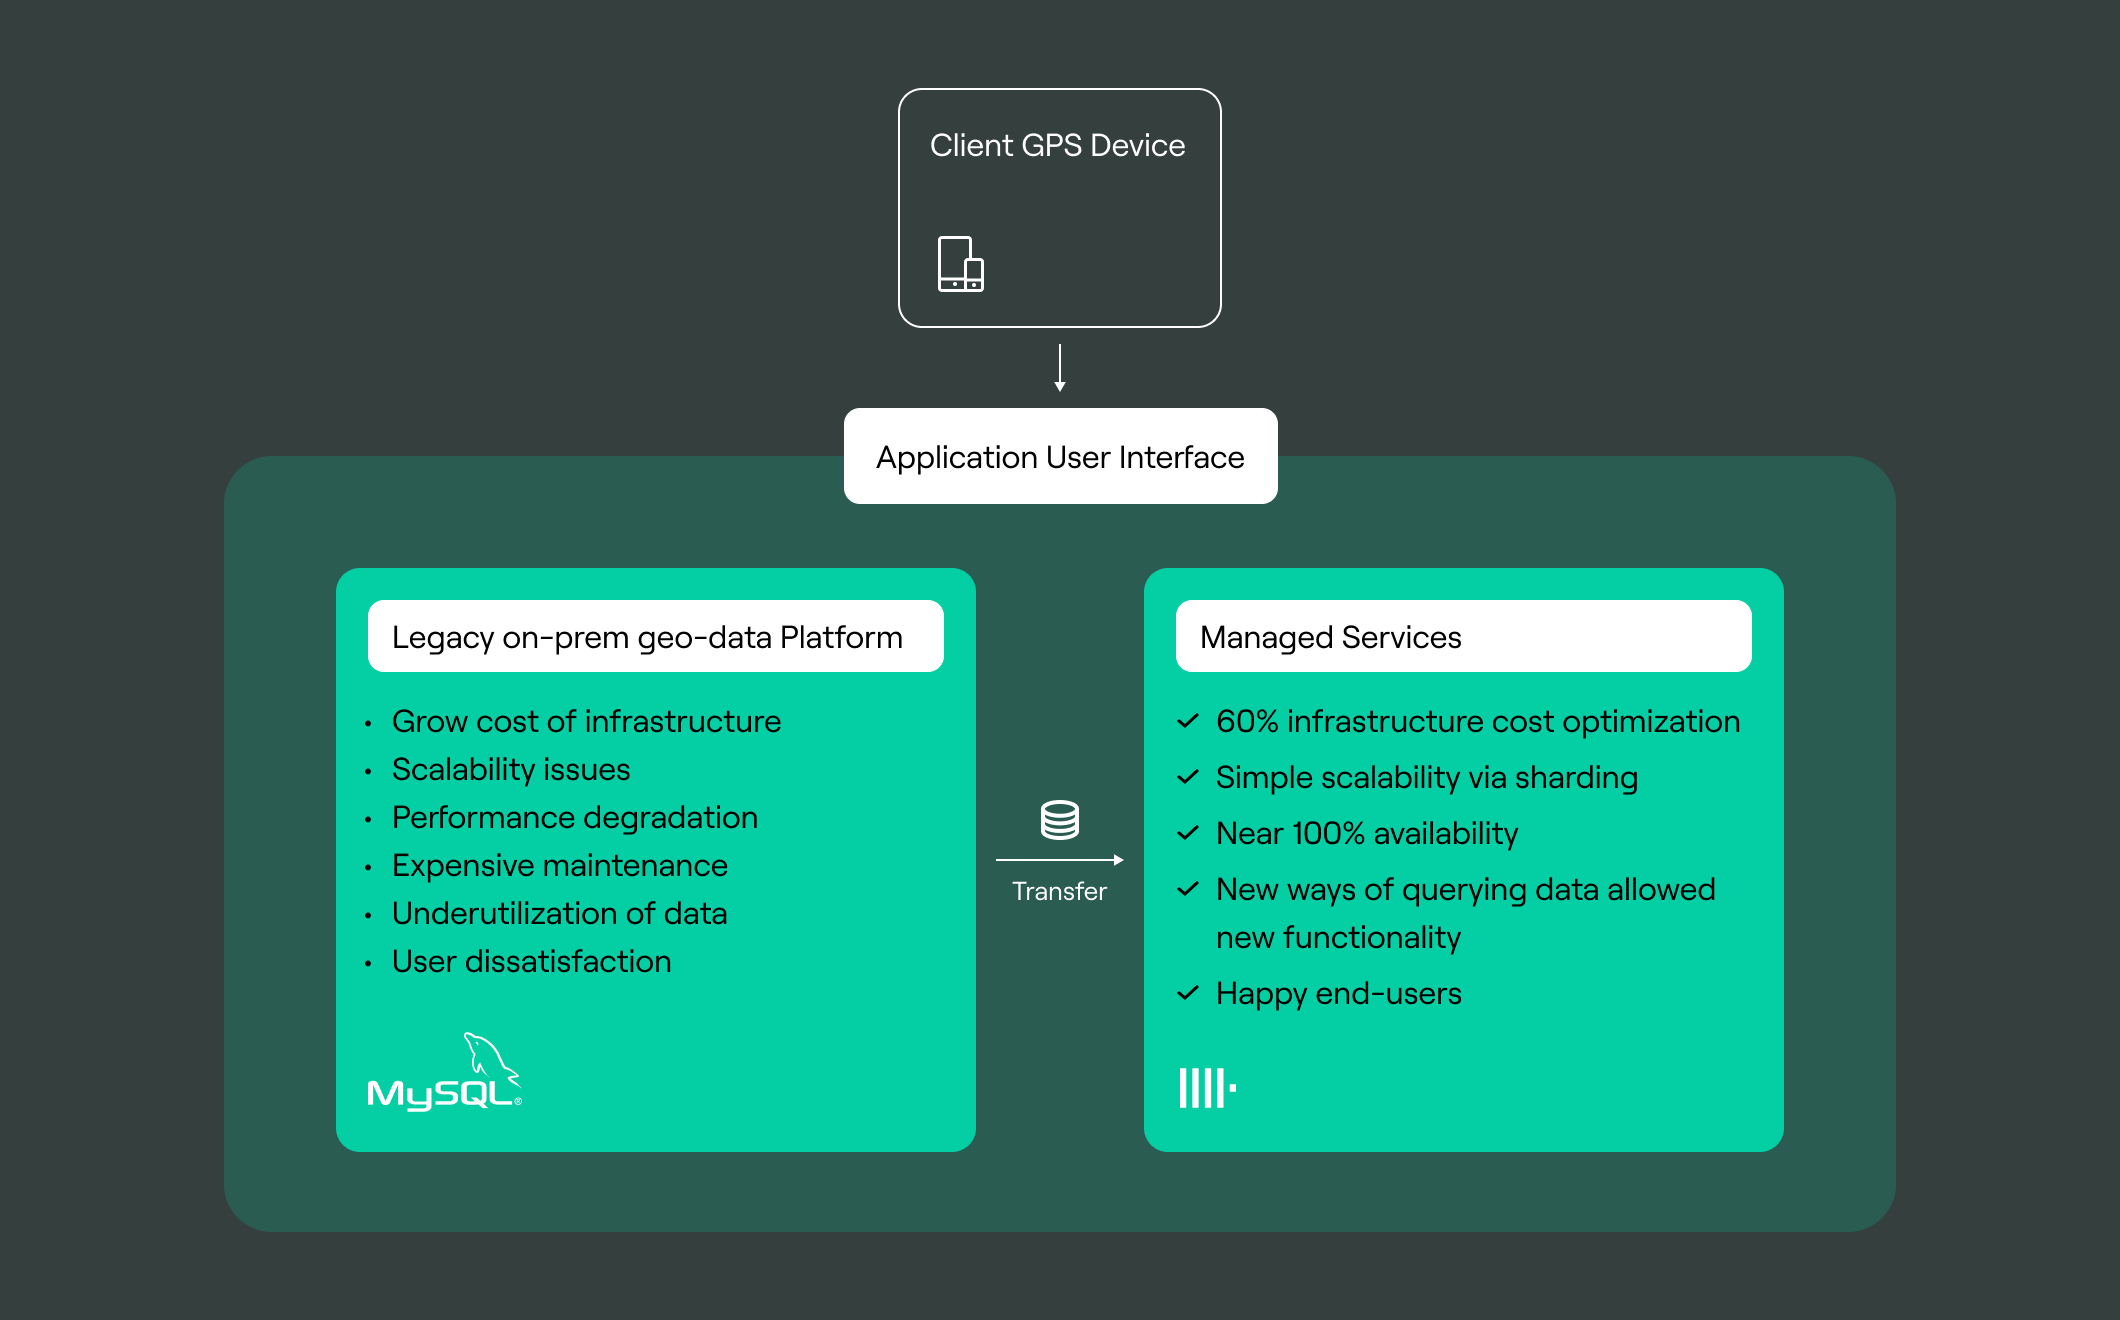 Client GPS Device
Application User Interface
Legacy on-prem geo-data Platform
• Grow cost of infrastructure
• Scalability issues
• Performance degradation
• Expensive maintenance
• Underutilization of data
• User dissatisfaction
MySQL®
Transfer
Managed Services
✓ 60% infrastructure cost optimization
✓ Simple scalability via sharding
✓ Near 100% availability
✓ New ways of querying data allowed
new functionality
✓ Happy end-users